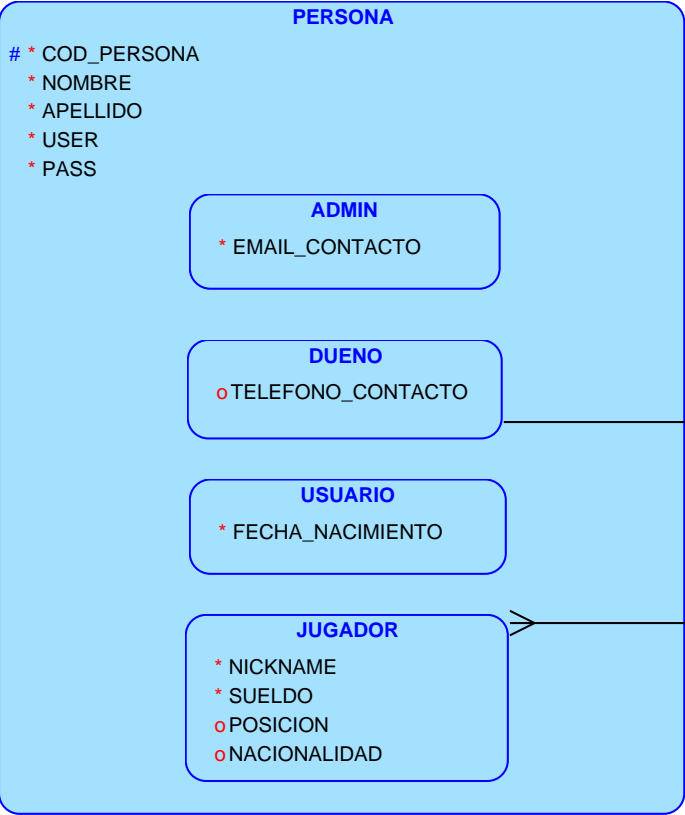 PERSONA
# * COD_PERSONA
* NOMBRE
* APELLIDO
* USER
* PASS
ADMIN
* EMAIL_CONTACTO
DUENO
o TELEFONO_CONTACTO
USUARIO
* FECHA_NACIMIENTO
JUGADOR
* NICKNAME
* SUELDO
o POSICION
o NACIONALIDAD